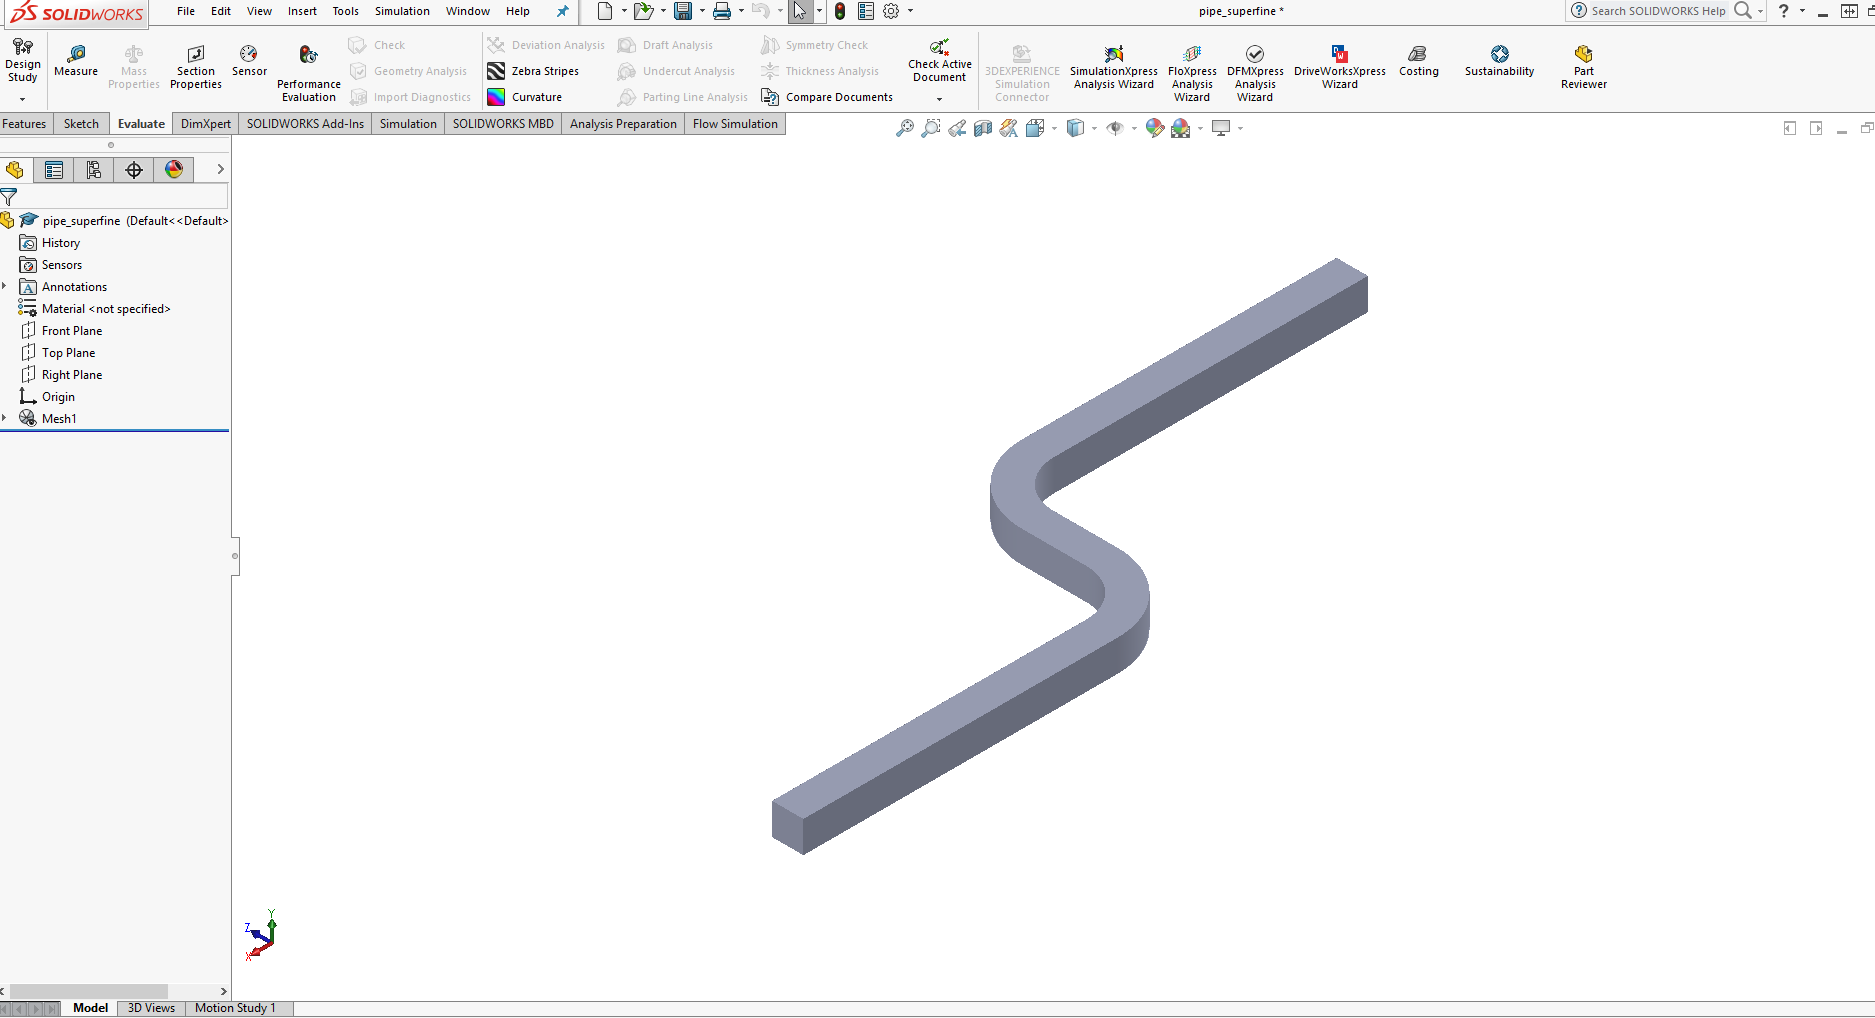 SOLIDWORKS File Edit View Insert Tools Simulation Window Help pipe_superfine * Search SOLIDWORKS Help ?
Design Study
Measure
Mass Properties
Section Properties
Sensor
Performance Evaluation
Check
Geometry Analysis
Import Diagnostics
Deviation Analysis
Zebra Stripes
Curvature
Draft Analysis
Undercut Analysis
Parting Line Analysis
Symmetry Check
Thickness Analysis
Compare Documents
Check Active Document
3DEXPERIENCE Simulation Connector
SimulationXpress Analysis Wizard
FloXpress Analysis Wizard
DFMXpress Analysis Wizard
DriveWorksXpress Wizard
Costing
Sustainability
Part Reviewer
Features Sketch Evaluate DimXpert SOLIDWORKS Add-Ins Simulation SOLIDWORKS MBD Analysis Preparation Flow Simulation
pipe_superfine (Default<<Default>
History
Sensors
Annotations
Material <not specified>
Front Plane
Top Plane
Right Plane
Origin
Mesh1
Y
Z
X
Model 3D Views Motion Study 1